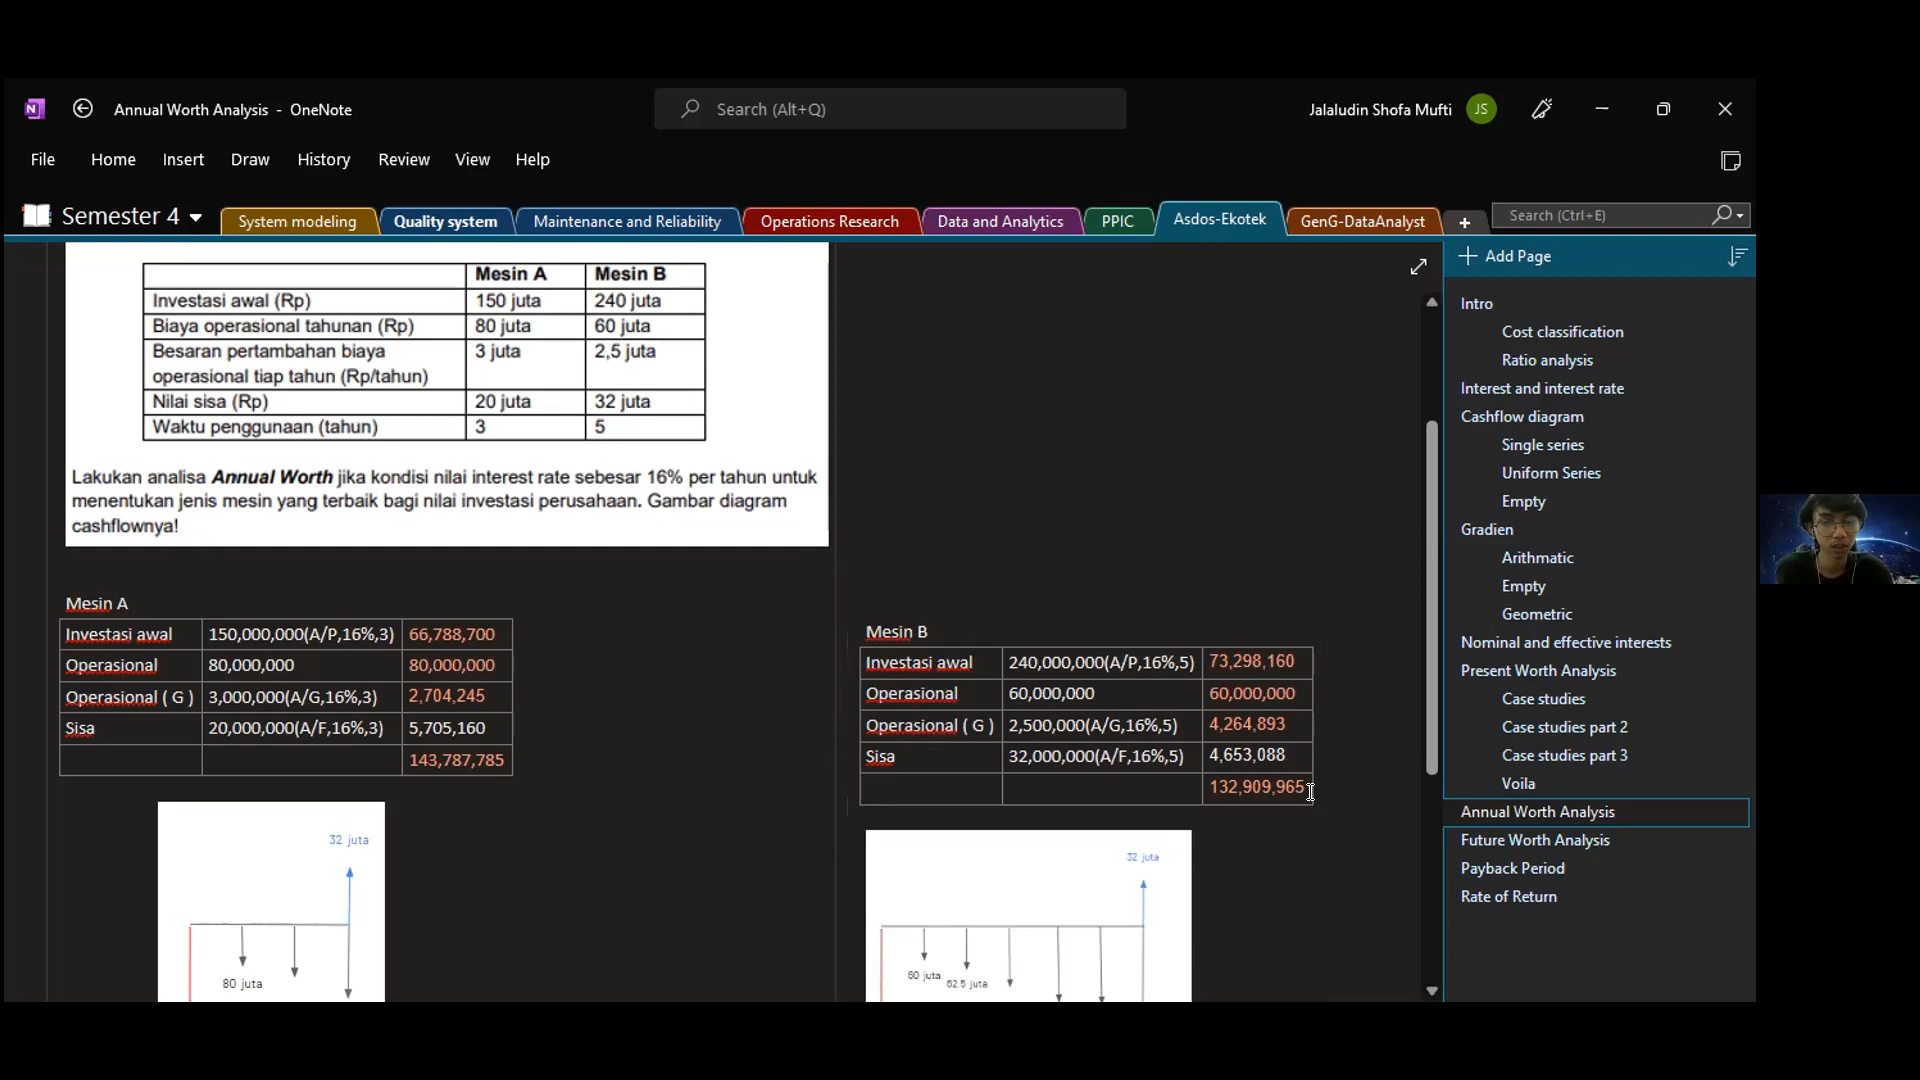 Annual Worth Analysis - OneNote
Search (Alt+Q)
Jalaludin Shofa Mufti
JS
File Home Insert Draw History Review View Help
Semester 4
System modeling
Quality system
Maintenance and Reliability
Operations Research
Data and Analytics
PPIC
Asdos-Ekotek
GenG-DataAnalyst
+
Search (Ctrl+E)
Mesin A Mesin B
Investasi awal (Rp) 150 juta 240 juta
Biaya operasional tahunan (Rp) 80 juta 60 juta
Besaran pertambahan biaya 3 juta 2,5 juta
operasional tiap tahun (Rp/tahun)
Nilai sisa (Rp) 20 juta 32 juta
Waktu penggunaan (tahun) 3 5
Lakukan analisa Annual Worth jika kondisi nilai interest rate sebesar 16% per tahun untuk
menentukan jenis mesin yang terbaik bagi nilai investasi perusahaan. Gambar diagram
cashflownya!
Mesin A
Investasi awal 150,000,000(A/P,16%,3) 66,788,700
Operasional 80,000,000 80,000,000
Operasional ( G ) 3,000,000(A/G,16%,3) 2,704,245
Sisa 20,000,000(A/F,16%,3) 5,705,160
143,787,785
32 juta
80 juta
Mesin B
Investasi awal 240,000,000(A/P,16%,5) 73,298,160
Operasional 60,000,000 60,000,000
Operasional ( G ) 2,500,000(A/G,16%,5) 4,264,893
Sisa 32,000,000(A/F,16%,5) 4,653,088
132,909,965
32 juta
60 juta
62.5 juta
Add Page
Intro
Cost classification
Ratio analysis
Interest and interest rate
Cashflow diagram
Single series
Uniform Series
Empty
Gradien
Arithmatic
Empty
Geometric
Nominal and effective interests
Present Worth Analysis
Case studies
Case studies part 2
Case studies part 3
Voila
Annual Worth Analysis
Future Worth Analysis
Payback Period
Rate of Return